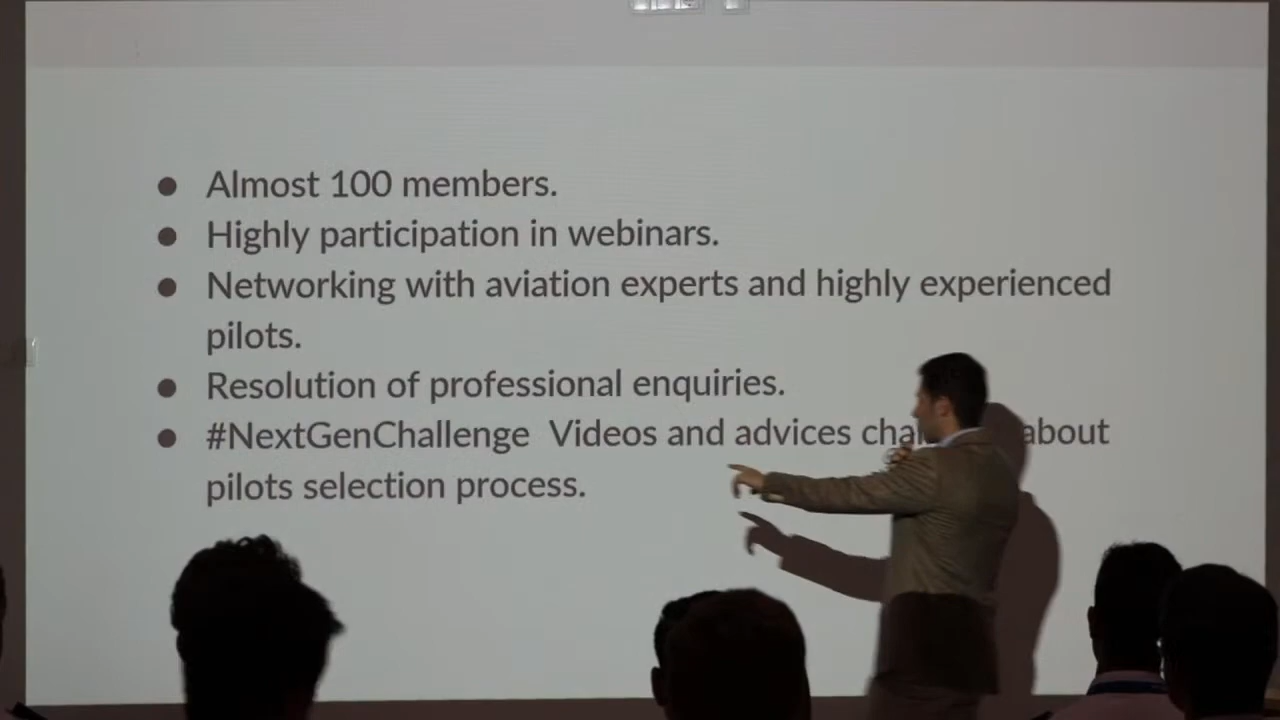 ● Almost 100 members.
● Highly participation in webinars.
● Networking with aviation experts and highly experienced
pilots.
● Resolution of professional enquiries.
● #NextGenChallenge Videos and advices about
pilots selection process.